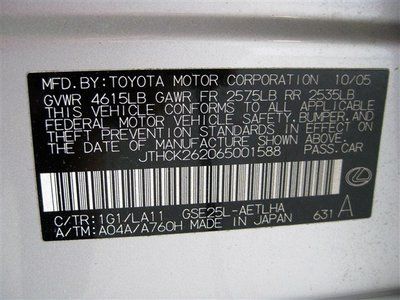 MFD.BY:TOYOTA MOTOR CORPORATION 10/05
GVWR 4615LB GAWR FR 2575LB RR 2535LB
THIS VEHICLE CONFORMS TO ALL APPLICABLE
FEDERAL MOTOR VEHICLE SAFETY, BUMPER, AND
THEFT PREVENTION STANDARDS IN EFFECT ON
THE DATE OF MANUFACTURE SHOWN ABOVE.
JTHCK262065001588 PASS.CAR
C/TR:1G1/LA11 GSE25L-AETLHA
A/TM:A04A/A760H MADE IN JAPAN 631 A